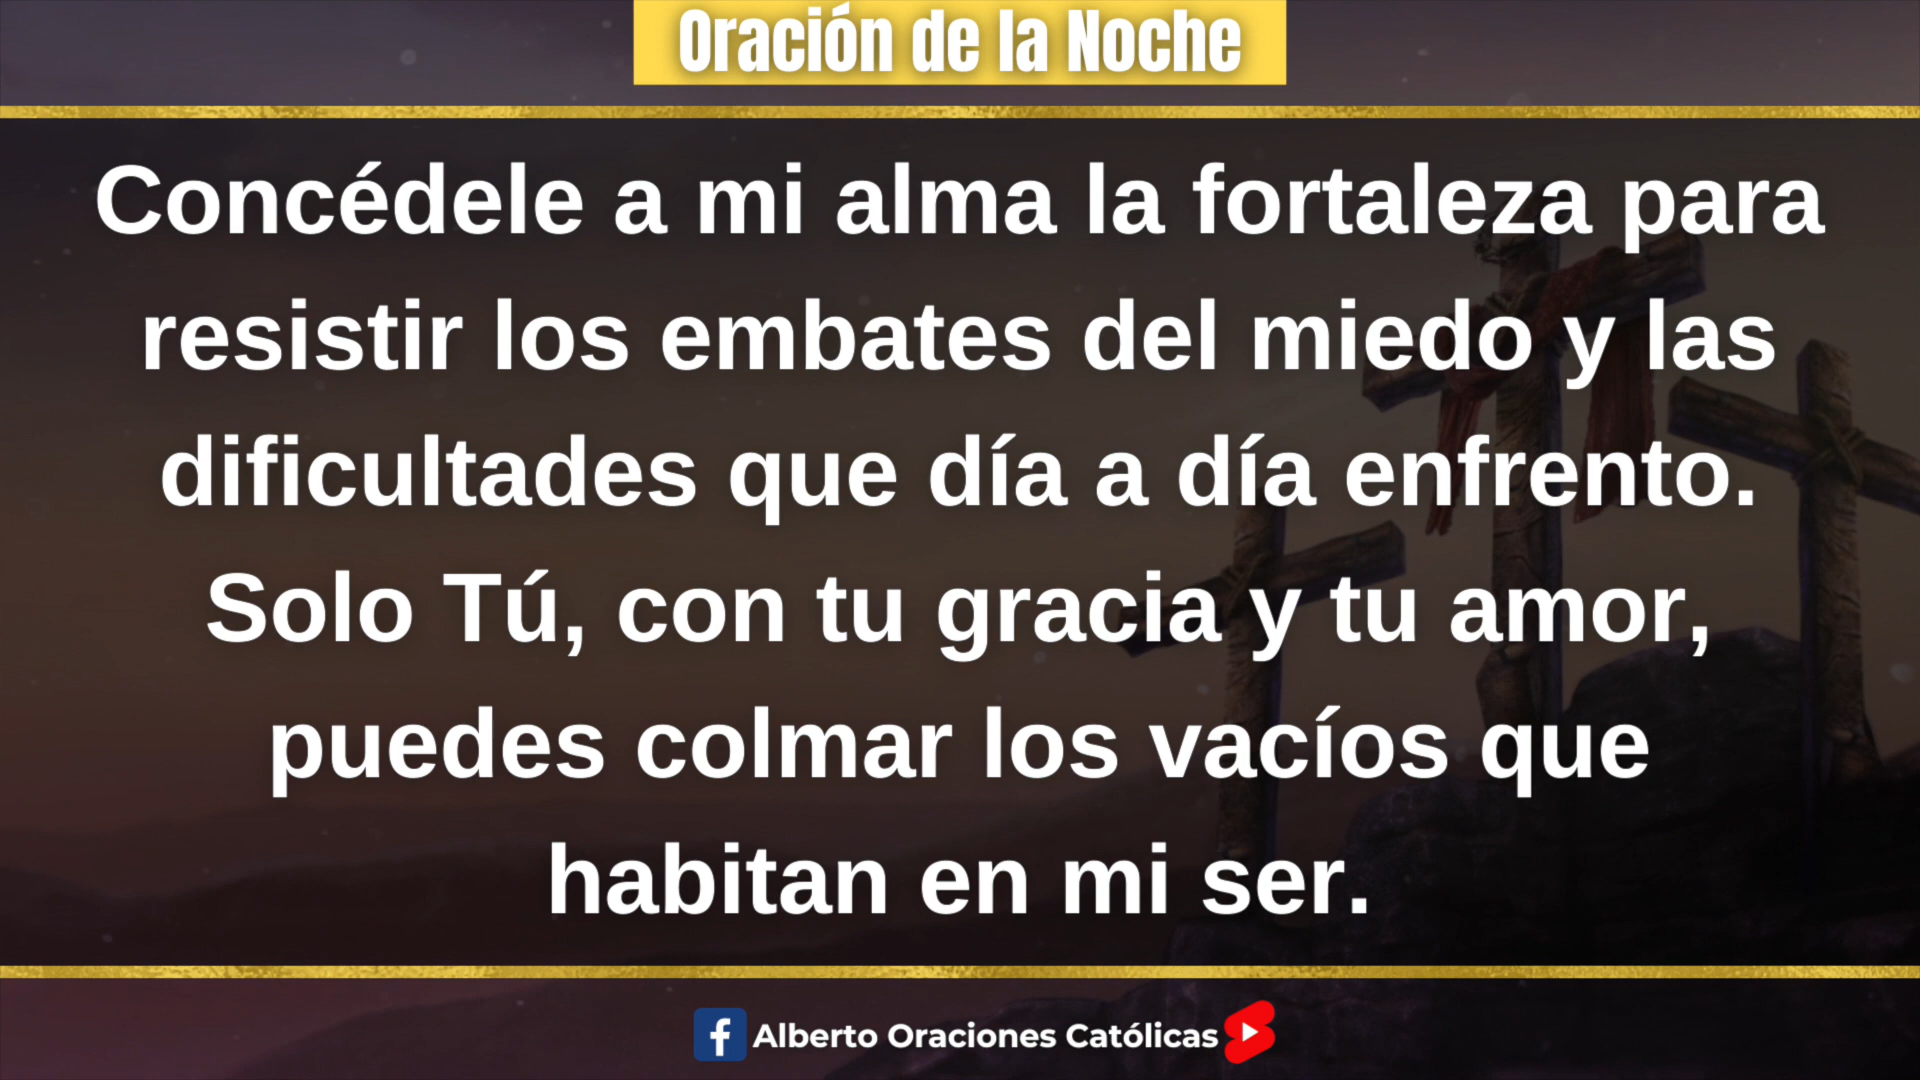 Oración de la Noche
Concédele a mi alma la fortaleza para
resistir los embates del miedo y las
dificultades que día a día enfrento.
Solo Tú, con tu gracia y tu amor,
puedes colmar los vacíos que
habitan en mi ser.
Alberto Oraciones Católicas